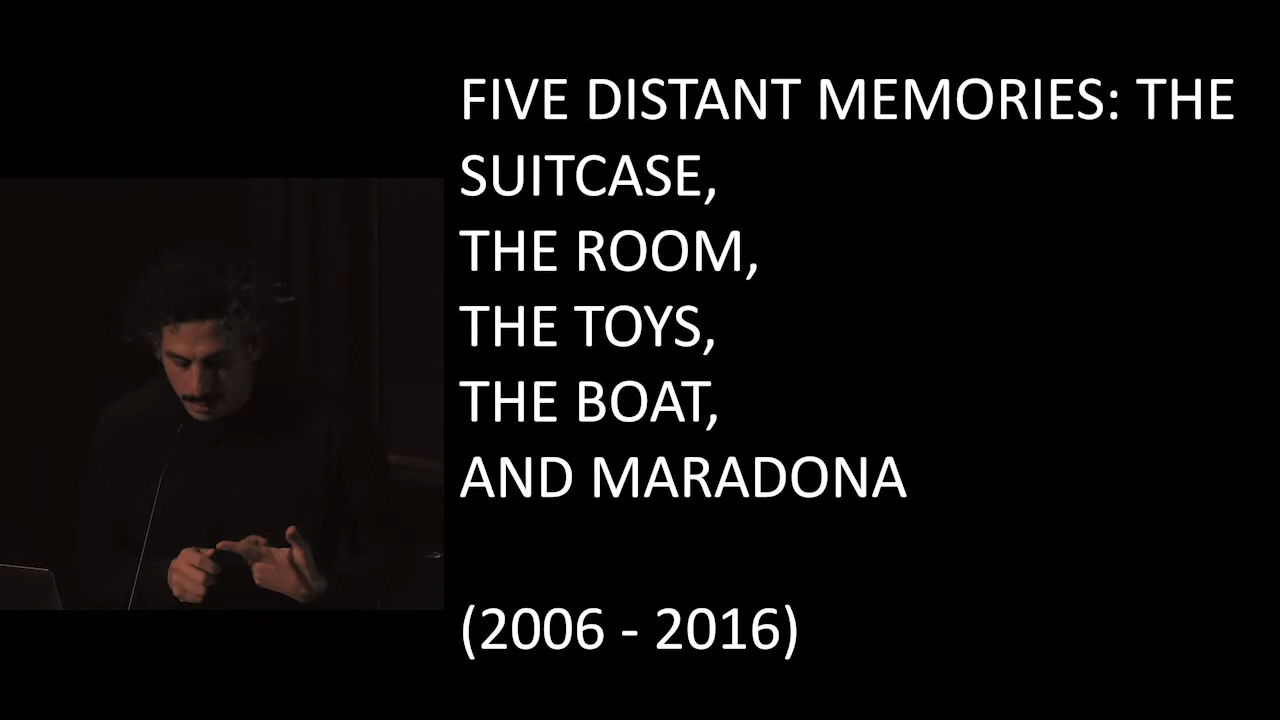 FIVE DISTANT MEMORIES: THE
SUITCASE,
THE ROOM,
THE TOYS,
THE BOAT,
AND MARADONA
(2006 - 2016)